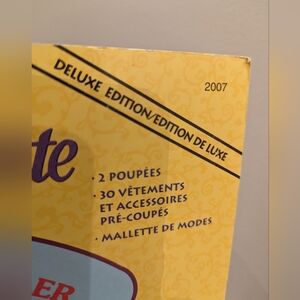 DELUXE EDITION/EDITION DE LUXE
2007
te
· 2 POUPÉES
· 30 VÊTEMENTS
ET ACCESSOIRES
PRÉ-COUPÉS
· MALLETTE DE MODES
ER